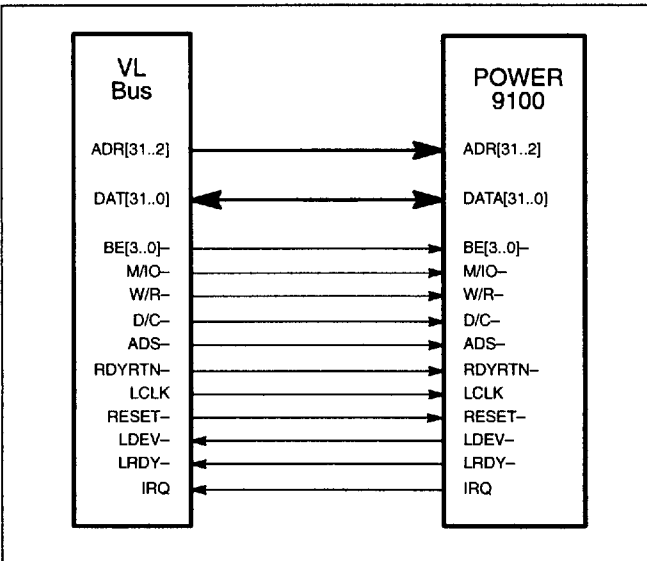 VL
Bus
POWER
9100
ADR[31..2] ADR[31..2]
DAT[31..0] DATA[31..0]
BE[3..0]– BE[3..0]–
M/IO– M/IO–
W/R– W/R–
D/C– D/C–
ADS– ADS–
RDYRTN– RDYRTN–
LCLK LCLK
RESET– RESET–
LDEV– LDEV–
LRDY– LRDY–
IRQ IRQ